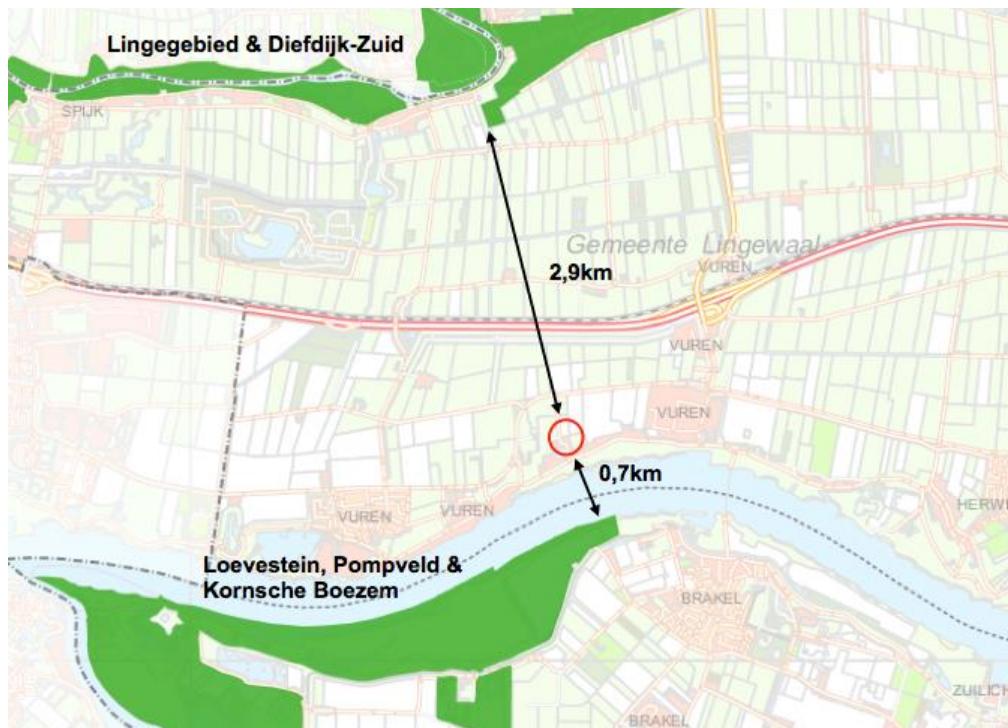 Lingegebied & Diefdijk-Zuid
SPIJK
Gemeente Lingewaal
VUREN
2,9km
VUREN
VUREN
0,7km
VUREN
VUREN
HERWI
Loevestein, Pompveld &
Kornsche Boezem
BRAKEL
ZUILICH
BRAKEL